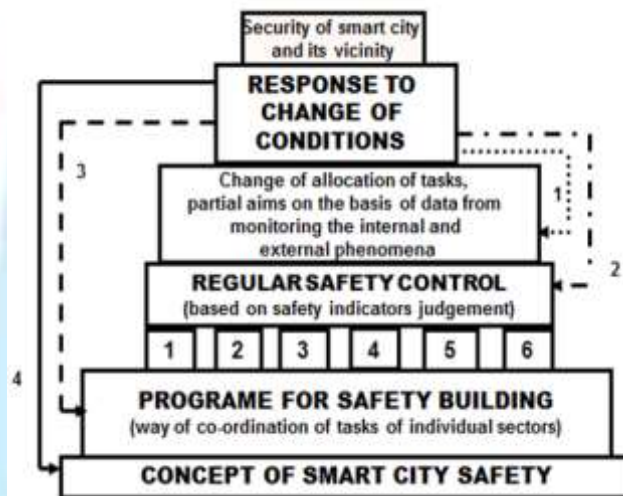 Security of smart city
and its vicinity
RESPONSE TO
CHANGE OF
CONDITIONS
3
Change of allocation of tasks,
partial aims on the basis of data from
monitoring the internal and
external phenomena
1
2
REGULAR SAFETY CONTROL
(based on safety indicators judgement)
1 2 3 4 5 6
4
PROGRAME FOR SAFETY BUILDING
(way of co-ordination of tasks of individual sectors)
CONCEPT OF SMART CITY SAFETY